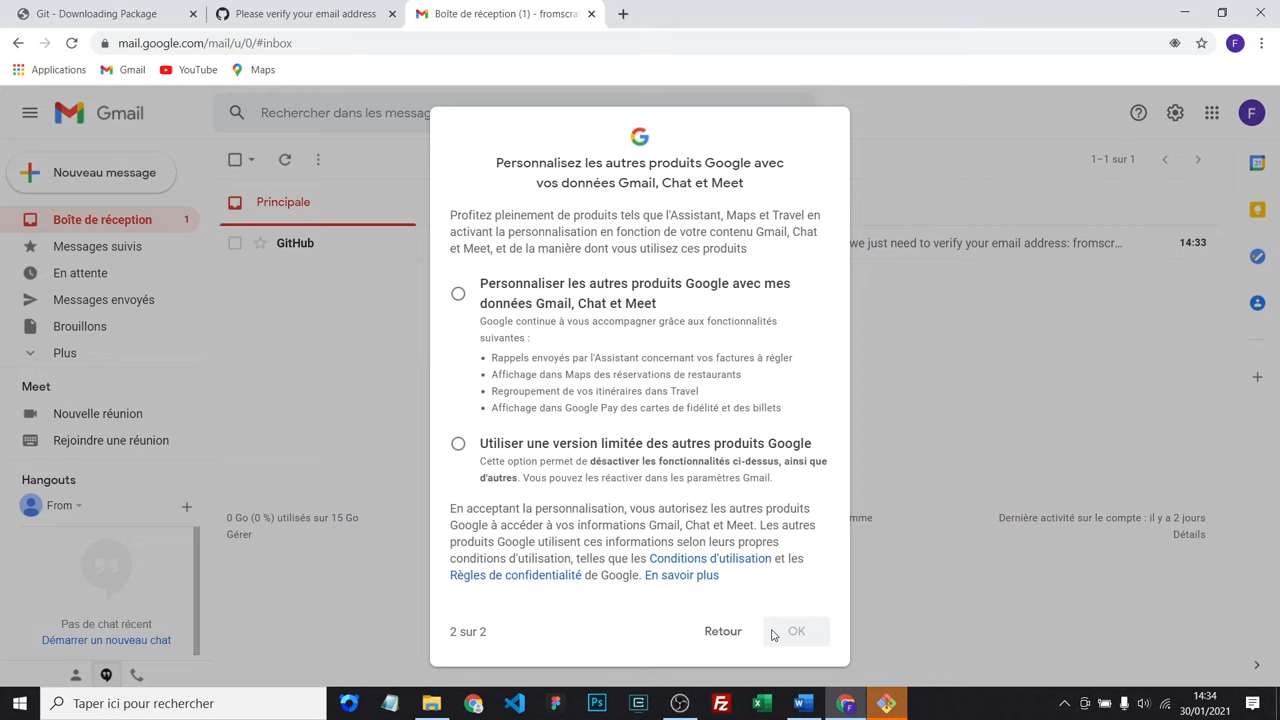 Git - Downloading Package
Please verify your email address
Boîte de réception (1) - fromscra
mail.google.com/mail/u/0/#inbox
F
Applications
Gmail
YouTube
Maps
Gmail
Rechercher dans les messag
F
Nouveau message
1–1 sur 1
Boîte de réception 1
Principale
Messages suivis
GitHub
we just need to verify your email address: fromscr…
14:33
En attente
Messages envoyés
Brouillons
Plus
Meet
Nouvelle réunion
Rejoindre une réunion
Hangouts
From
Pas de chat récent
Démarrer un nouveau chat
0 Go (0 %) utilisés sur 15 Go
Gérer
Personnalisez les autres produits Google avec
vos données Gmail, Chat et Meet
Profitez pleinement de produits tels que l'Assistant, Maps et Travel en
activant la personnalisation en fonction de votre contenu Gmail, Chat
et Meet, et de la manière dont vous utilisez ces produits
Personnaliser les autres produits Google avec mes
données Gmail, Chat et Meet
Google continue à vous accompagner grâce aux fonctionnalités
suivantes :
• Rappels envoyés par l'Assistant concernant vos factures à régler
• Affichage dans Maps des réservations de restaurants
• Regroupement de vos itinéraires dans Travel
• Affichage dans Google Pay des cartes de fidélité et des billets
Utiliser une version limitée des autres produits Google
Cette option permet de désactiver les fonctionnalités ci-dessus, ainsi que
d'autres. Vous pouvez les réactiver dans les paramètres Gmail.
En acceptant la personnalisation, vous autorisez les autres produits
Google à accéder à vos informations Gmail, Chat et Meet. Les autres
produits Google utilisent ces informations selon leurs propres
conditions d'utilisation, telles que les Conditions d'utilisation et les
Règles de confidentialité de Google. En savoir plus
2 sur 2
Retour
OK
mme
Dernière activité sur le compte : il y a 2 jours
Détails
Taper ici pour rechercher
14:34
30/01/2021